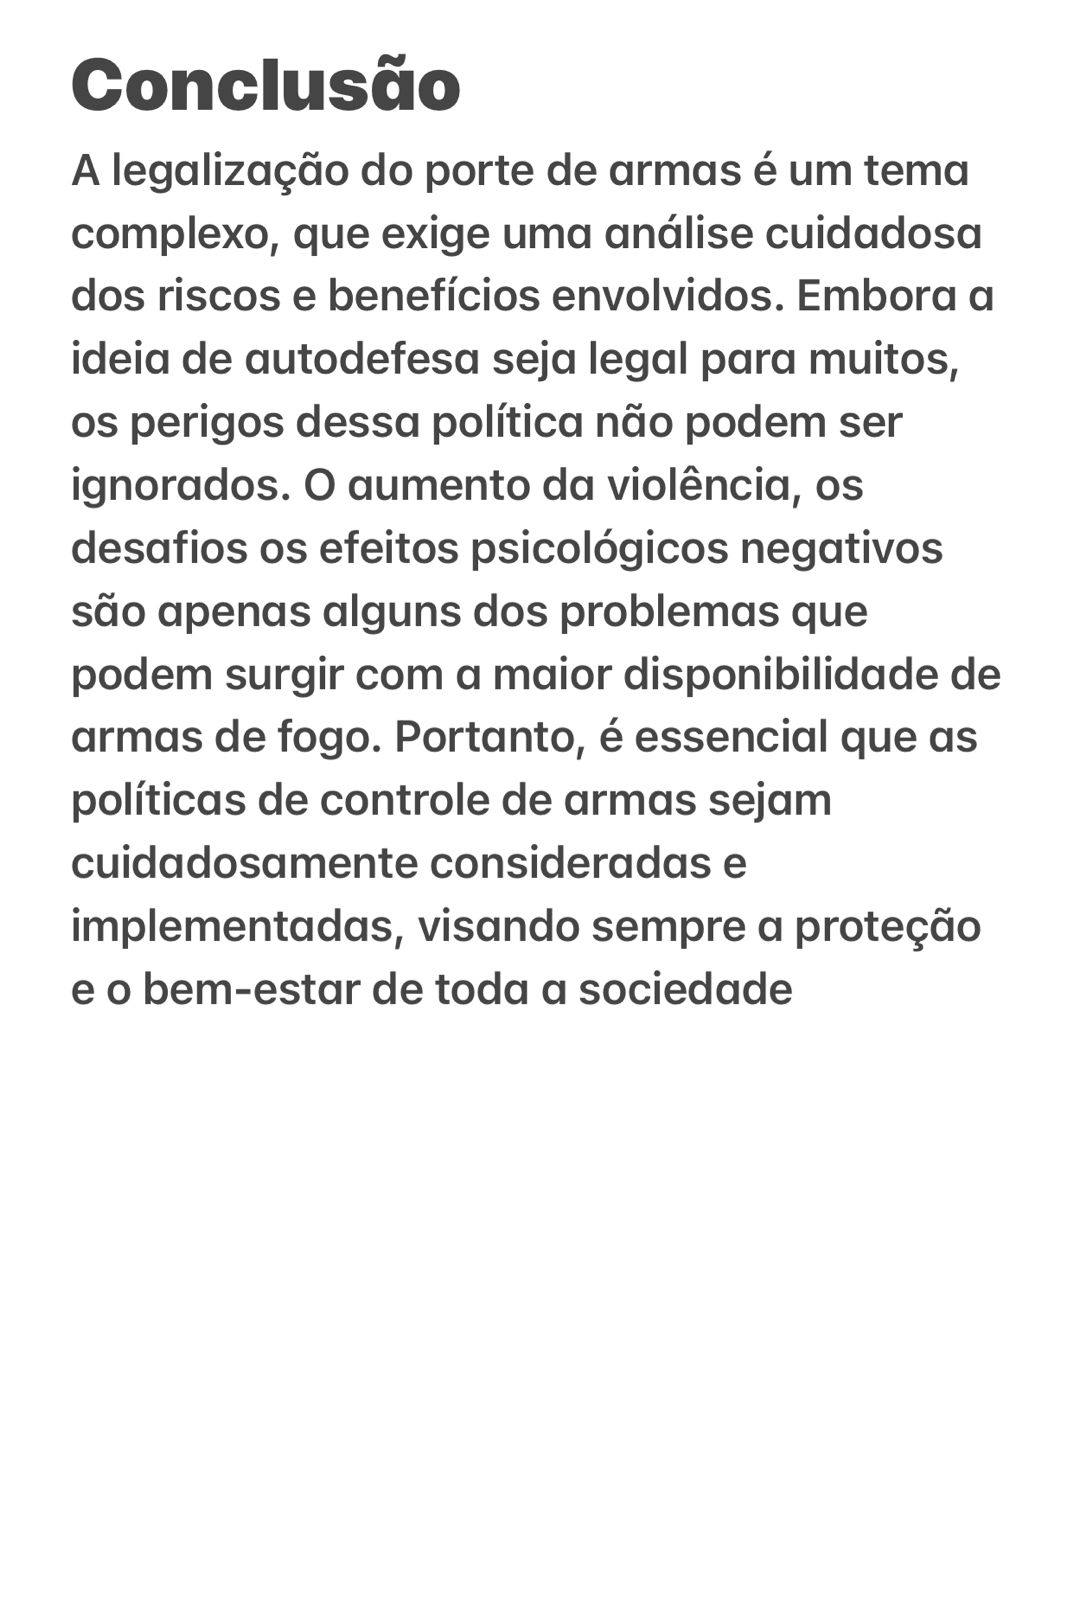 Conclusão
A legalização do porte de armas é um tema
complexo, que exige uma análise cuidadosa
dos riscos e benefícios envolvidos. Embora a
ideia de autodefesa seja legal para muitos,
os perigos dessa política não podem ser
ignorados. O aumento da violência, os
desafios os efeitos psicológicos negativos
são apenas alguns dos problemas que
podem surgir com a maior disponibilidade de
armas de fogo. Portanto, é essencial que as
políticas de controle de armas sejam
cuidadosamente consideradas e
implementadas, visando sempre a proteção
e o bem-estar de toda a sociedade